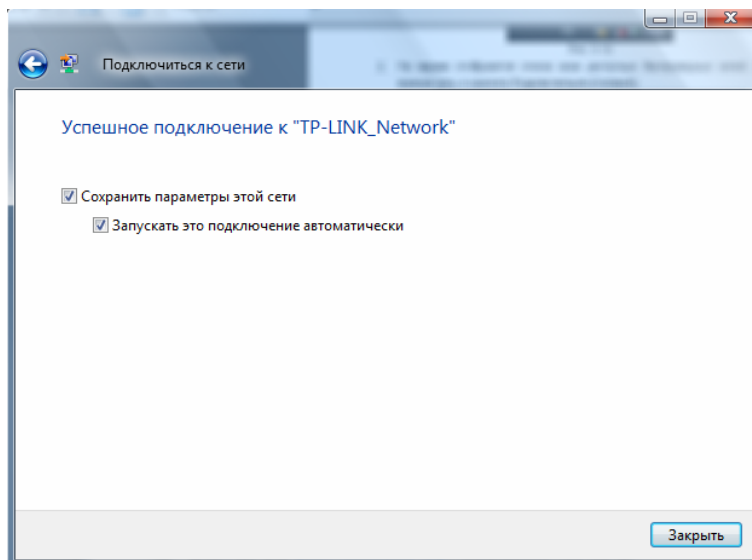 Подключиться к сети
Успешное подключение к "TP-LINK_Network"
Сохранить параметры этой сети
Запускать это подключение автоматически
Закрыть